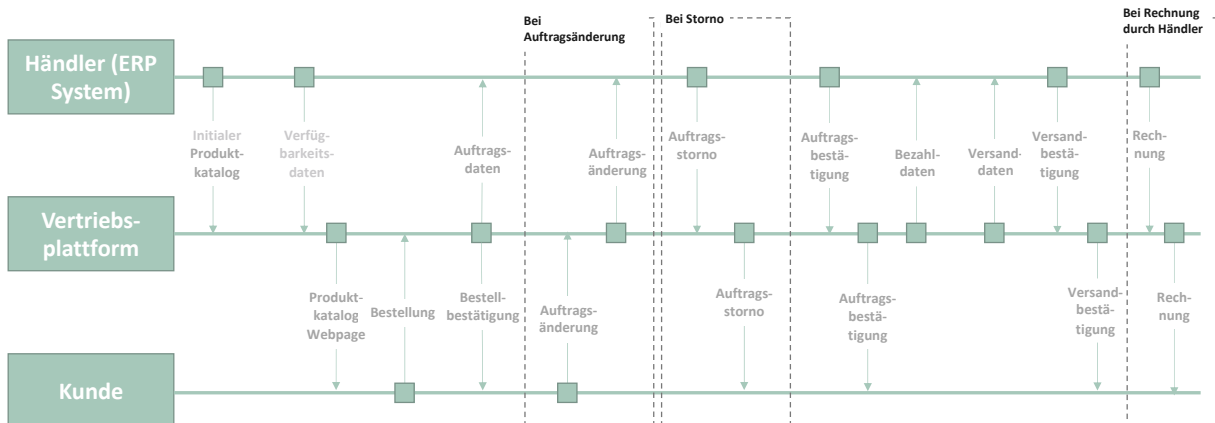 Bei
Auftragsänderung
Bei Storno
Bei Rechnung
durch Händler
Händler (ERP
System)
Initialer
Produkt-
katalog
Verfüg-
barkeits-
daten
Auftrags-
daten
Auftrags-
änderung
Auftrags-
storno
Auftrags-
bestä-
tigung
Bezahl-
daten
Versand-
daten
Versand-
bestä-
tigung
Rech-
nung
Vertriebs-
plattform
Produkt-
katalog
Webpage
Bestellung
Bestell-
bestätigung
Auftrags-
änderung
Auftrags-
storno
Auftrags-
bestä-
tigung
Versand-
bestä-
tigung
Rech-
nung
Kunde